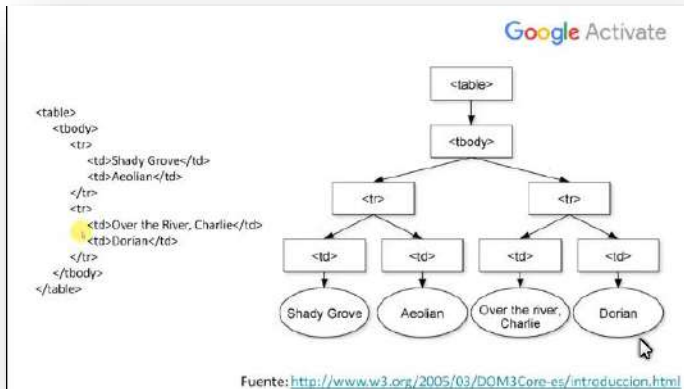 Google Activate
<table>
<tbody>
<tr>
<td>Shady Grove</td>
<td>Aeolian</td>
</tr>
<tr>
<td>Over the River, Charlie</td>
<td>Dorian</td>
</tr>
</tbody>
</table>
<table>
<tbody>
<tr> <tr>
<td> <td> <td> <td>
Shady Grove Aeolian Over the river, Dorian
Charlie
Fuente: http://www.w3.org/2005/03/DOM3Core-es/introduccion.html